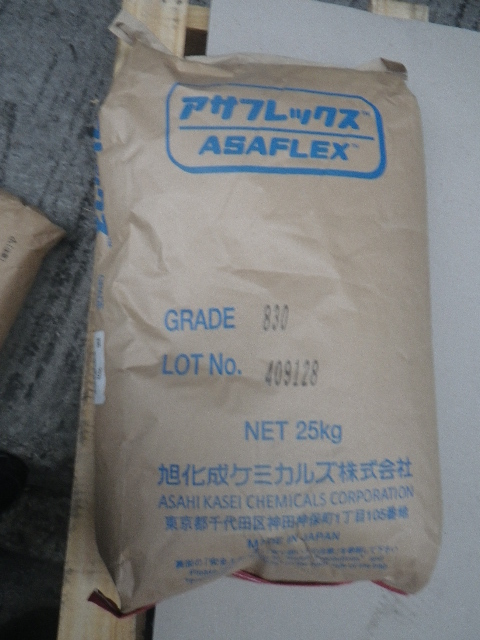 アサフレックス™
ASAFLEX™
GRADE 830
LOT No. 409128
NET 25kg
旭化成ケミカルズ株式会社
ASAHI KASEI CHEMICALS CORPORATION
東京都千代田区神田神保町1丁目105番地
MADE IN JAPAN